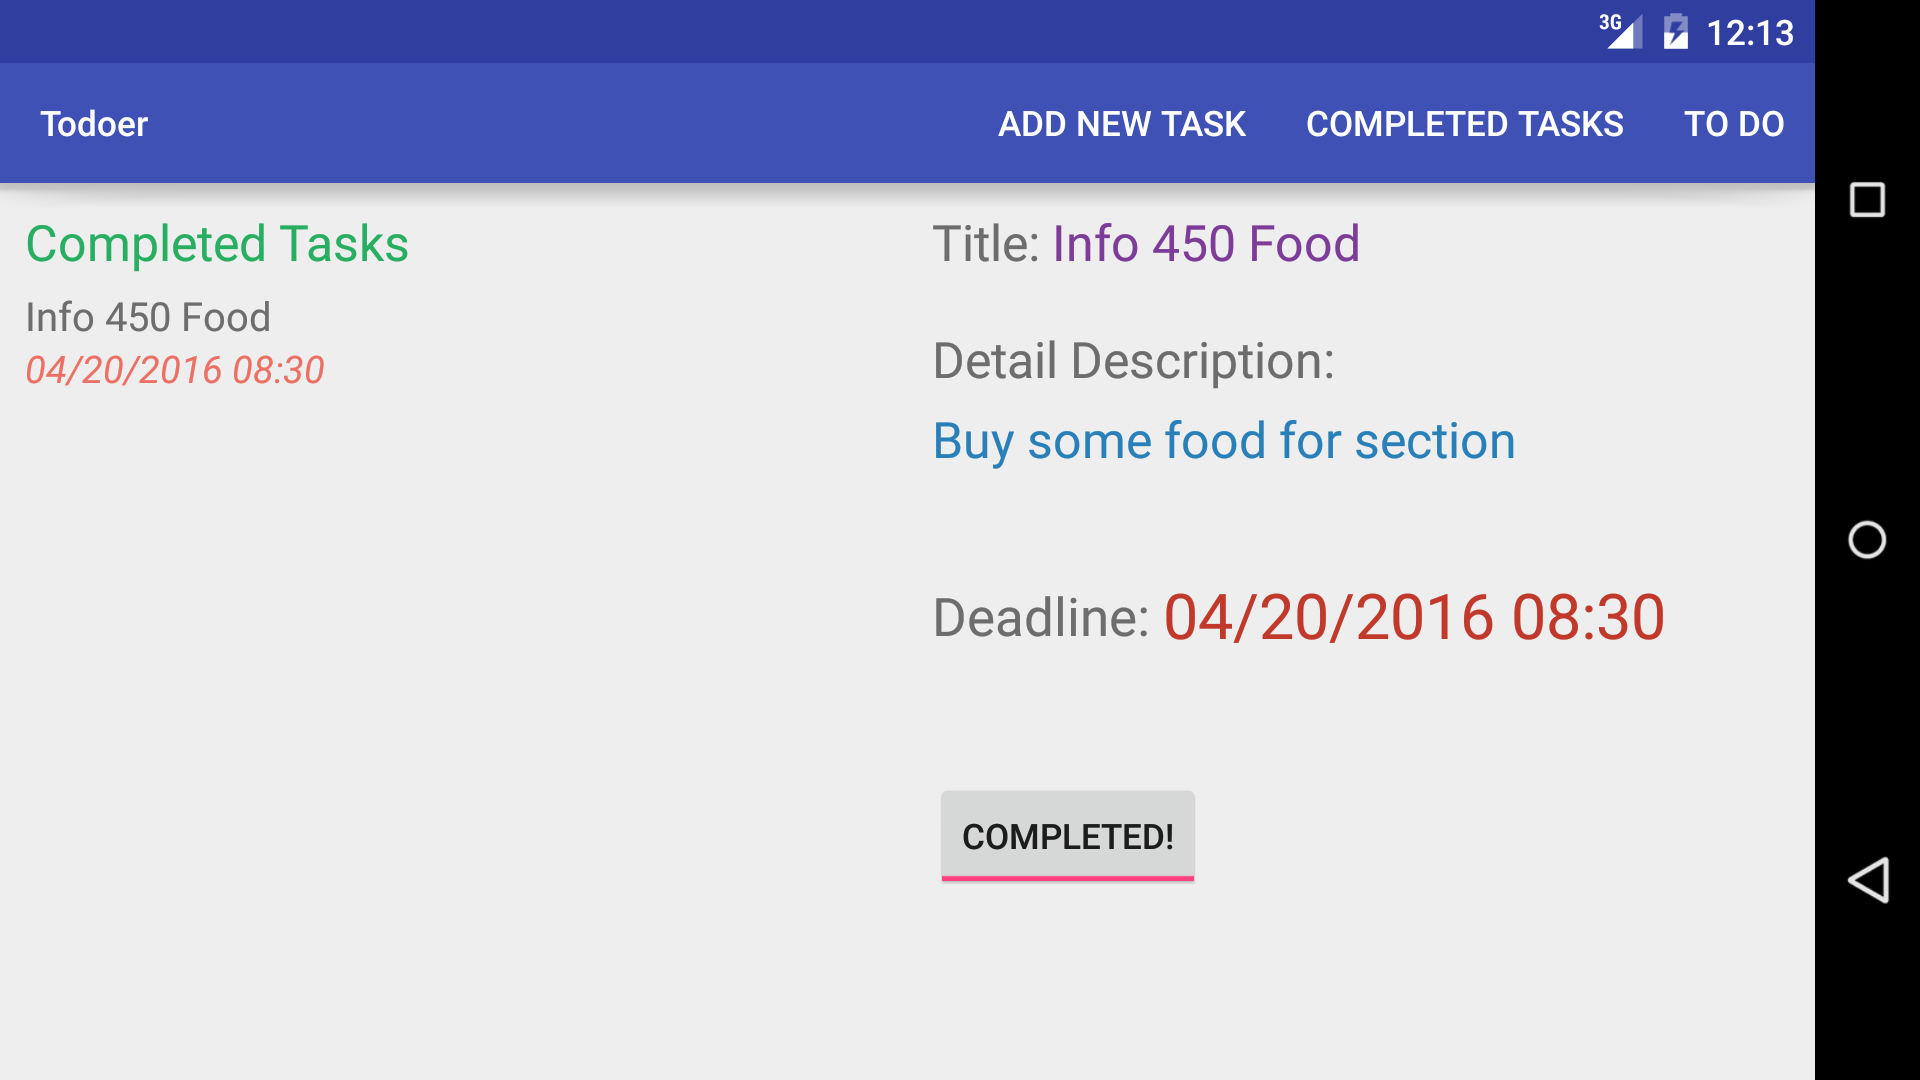 3G 12:13
Todoer ADD NEW TASK COMPLETED TASKS TO DO
Completed Tasks
Info 450 Food
04/20/2016 08:30
Title: Info 450 Food
Detail Description:
Buy some food for section
Deadline: 04/20/2016 08:30
COMPLETED!